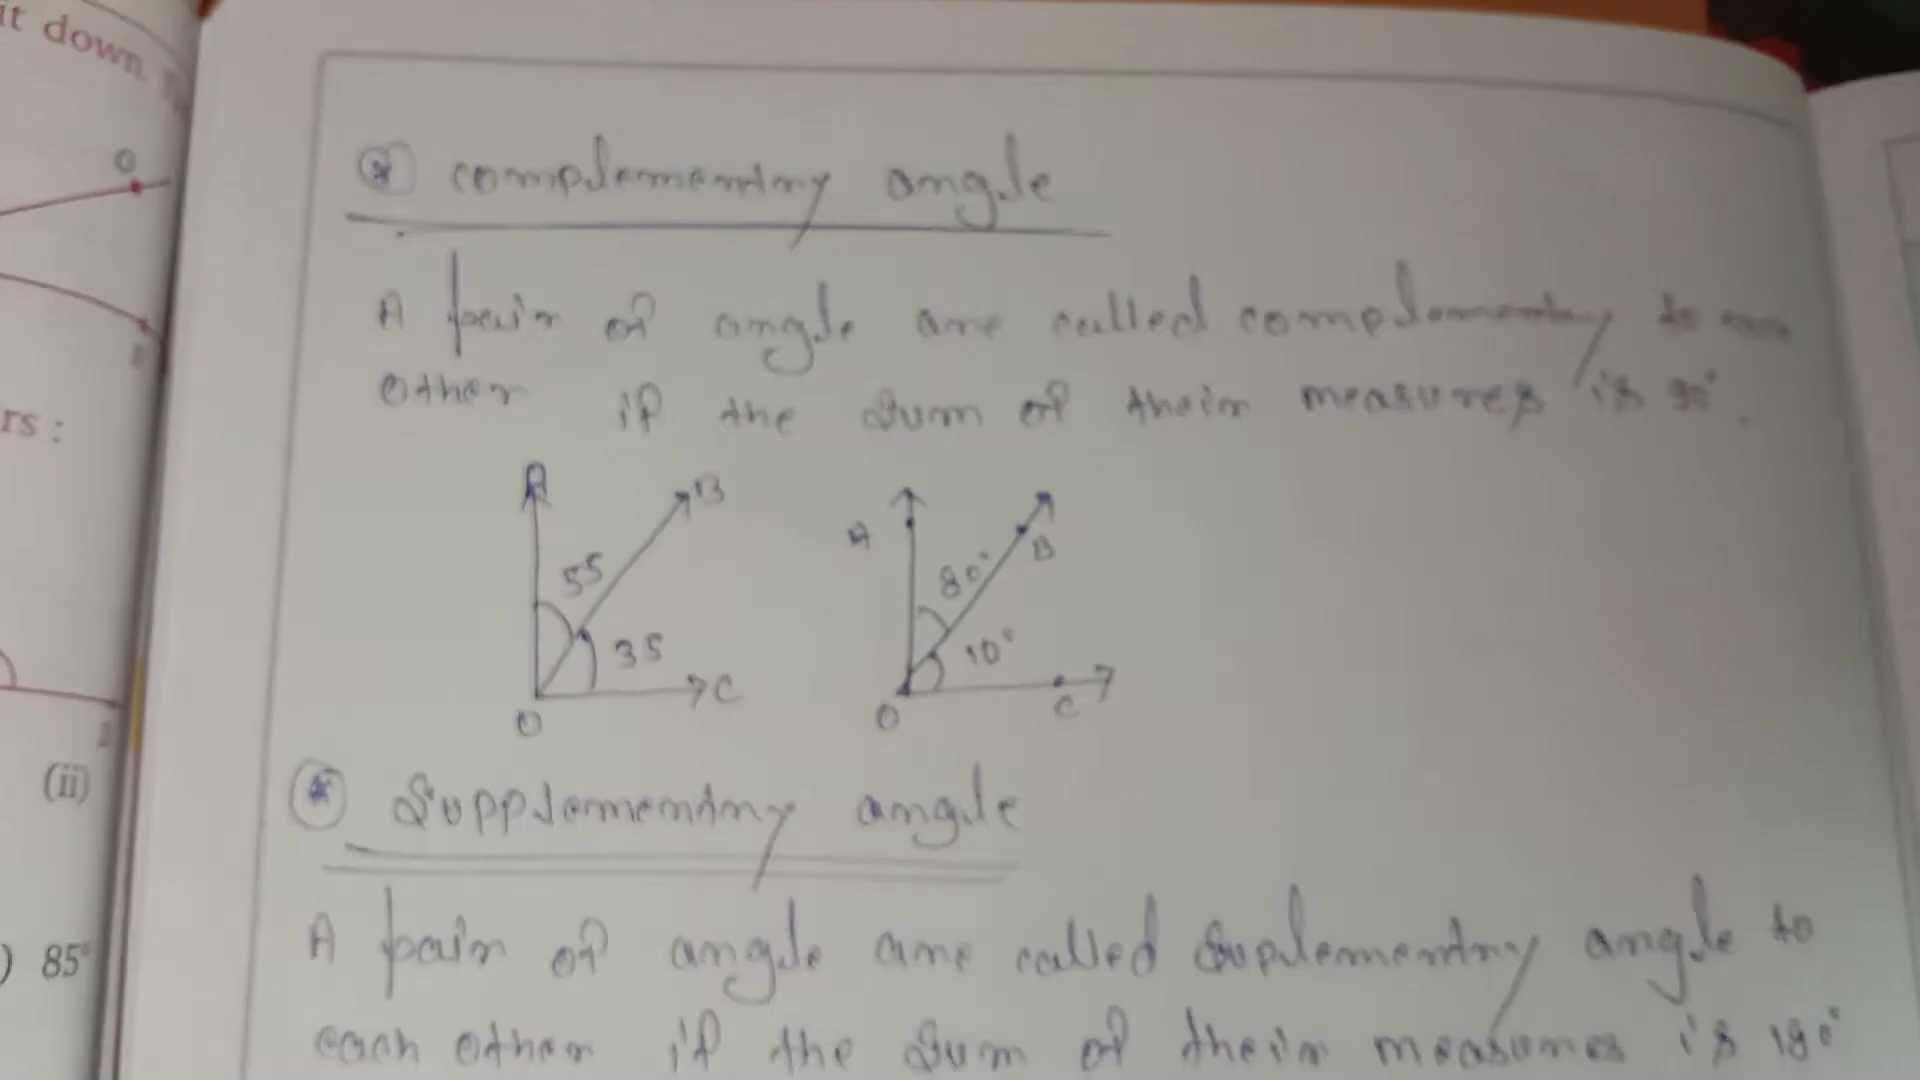 it down
Q
rs :
(ii)
) 85°
complementary angle
A pair of angle are called complementary to each
other if the sum of their measures is 90°.
A B A B
55 80°
35 10°
O C O C
Supplementary angle
A pair of angle are called Suplementary angle to
each other if the sum of their measures is 180°